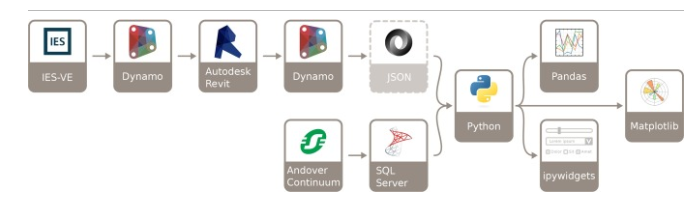 IES
IES-VE
Dynamo
Autodesk
Revit
Dynamo
JSON
Pandas
Python
Matplotlib
Andover
Continuum
SQL
Server
ipywidgets